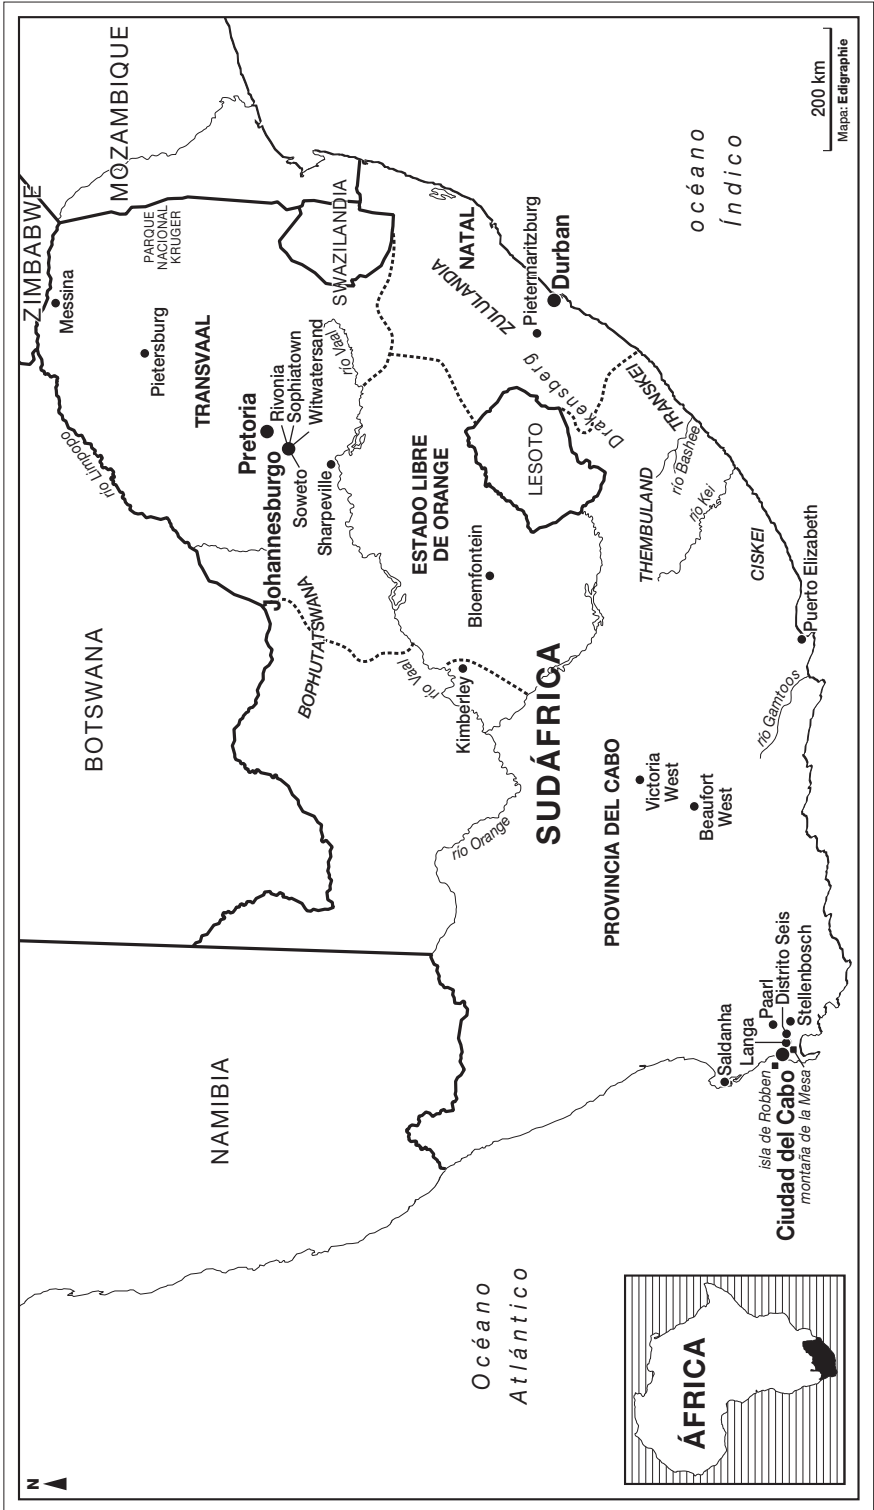 N
ZIMBABWE
Messina
MOZAMBIQUE
PARQUE
NACIONAL
KRUGER
Pietersburg
río Limpopo
BOTSWANA
NAMIBIA
TRANSVAAL
SWAZILANDIA
Pretoria
Rivonia
Sophiatown
Witwatersand
Johannesburgo
Soweto
Sharpeville
río Vaal
BOPHUTATSWANA
río Vaal
ESTADO LIBRE
DE ORANGE
NATAL
ZULULANDIA
Pietermaritzburg
Durban
Drakensberg
LESOTO
Bloemfontein
Kimberley
río Orange
SUDÁFRICA
TRANSKEI
río Bashee
río Kei
THEMBULAND
CISKEI
PROVINCIA DEL CABO
Victoria
West
Beaufort
West
Puerto Elizabeth
río Gamtoos
Saldanha
Langa
Paarl
Distrito Seis
Stellenbosch
isla de Robben
Ciudad del Cabo
montaña de la Mesa
Océano
Atlántico
océano
Índico
ÁFRICA
200 km
Mapa: Edigraphie